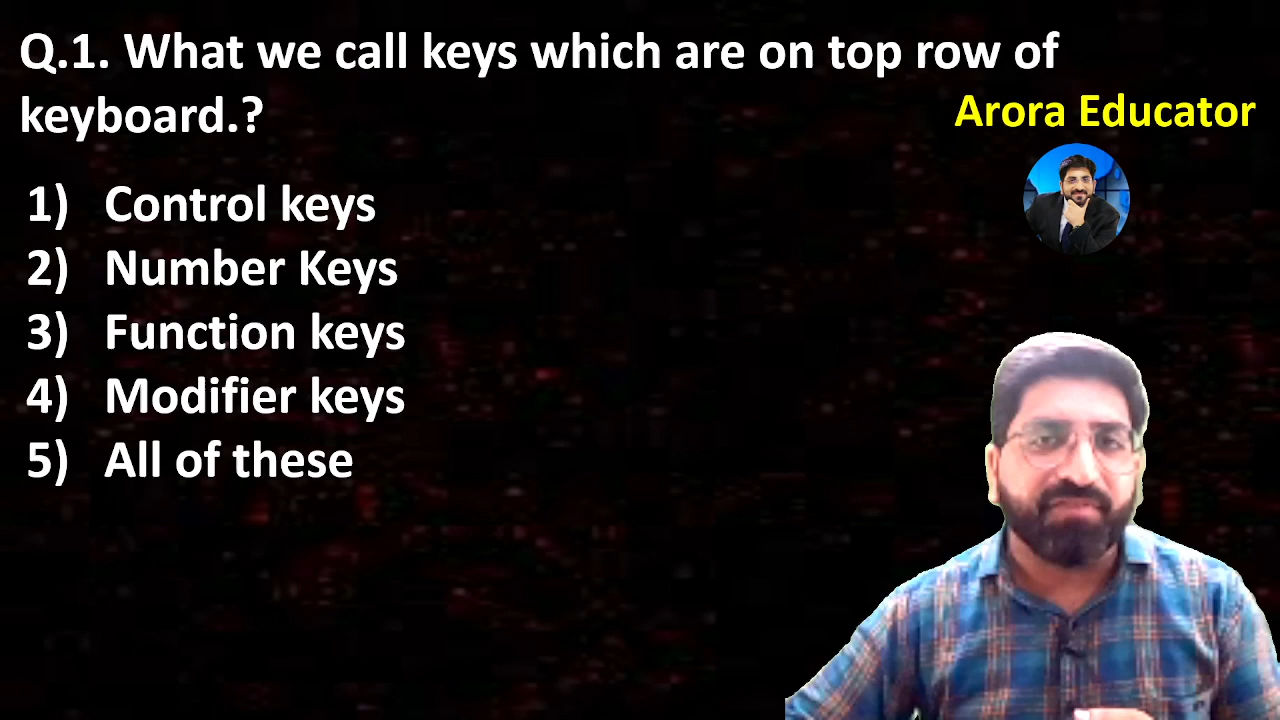 Q.1. What we call keys which are on top row of
keyboard.?
Arora Educator
1) Control keys
2) Number Keys
3) Function keys
4) Modifier keys
5) All of these